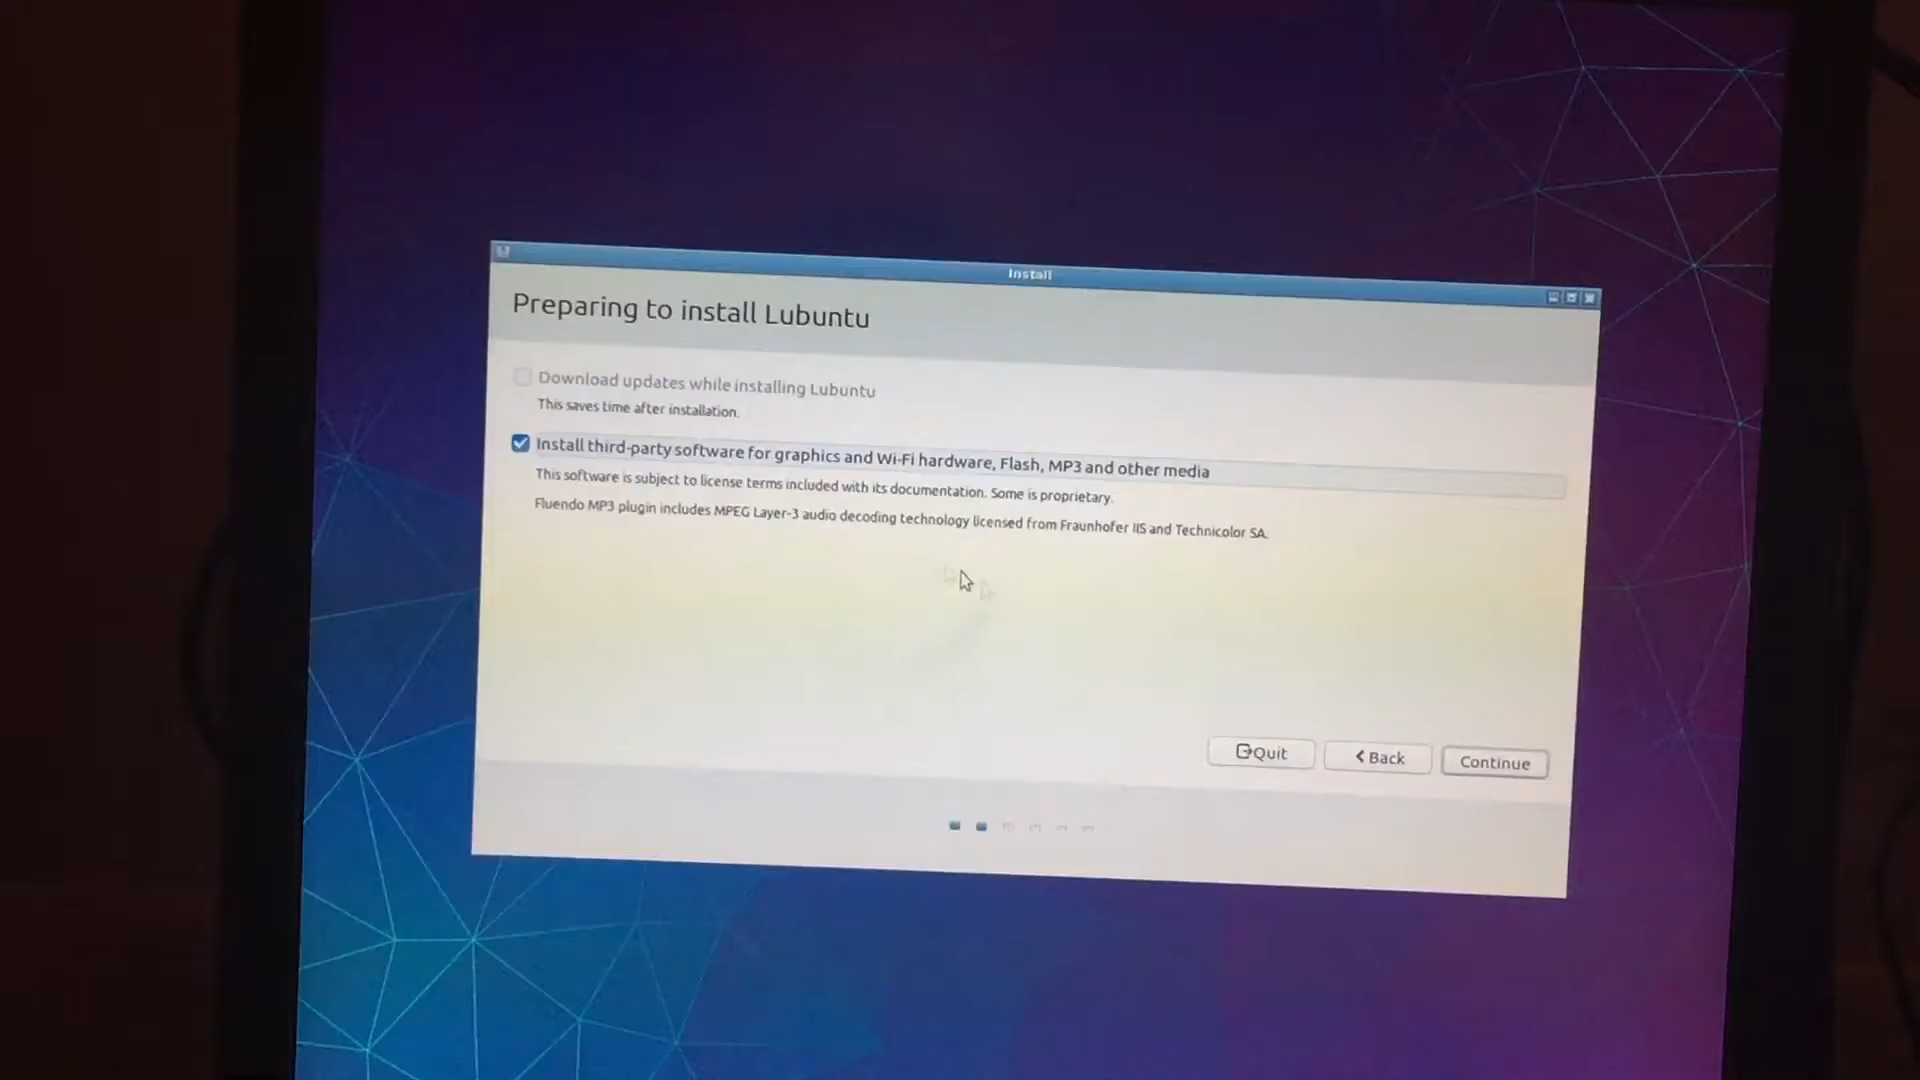 Install
Preparing to install Lubuntu
Download updates while installing Lubuntu
This saves time after installation.
Install third-party software for graphics and Wi-Fi hardware, Flash, MP3 and other media
This software is subject to license terms included with its documentation. Some is proprietary.
Fluendo MP3 plugin includes MPEG Layer-3 audio decoding technology licensed from Fraunhofer IIS and Technicolor SA.
Quit Back Continue